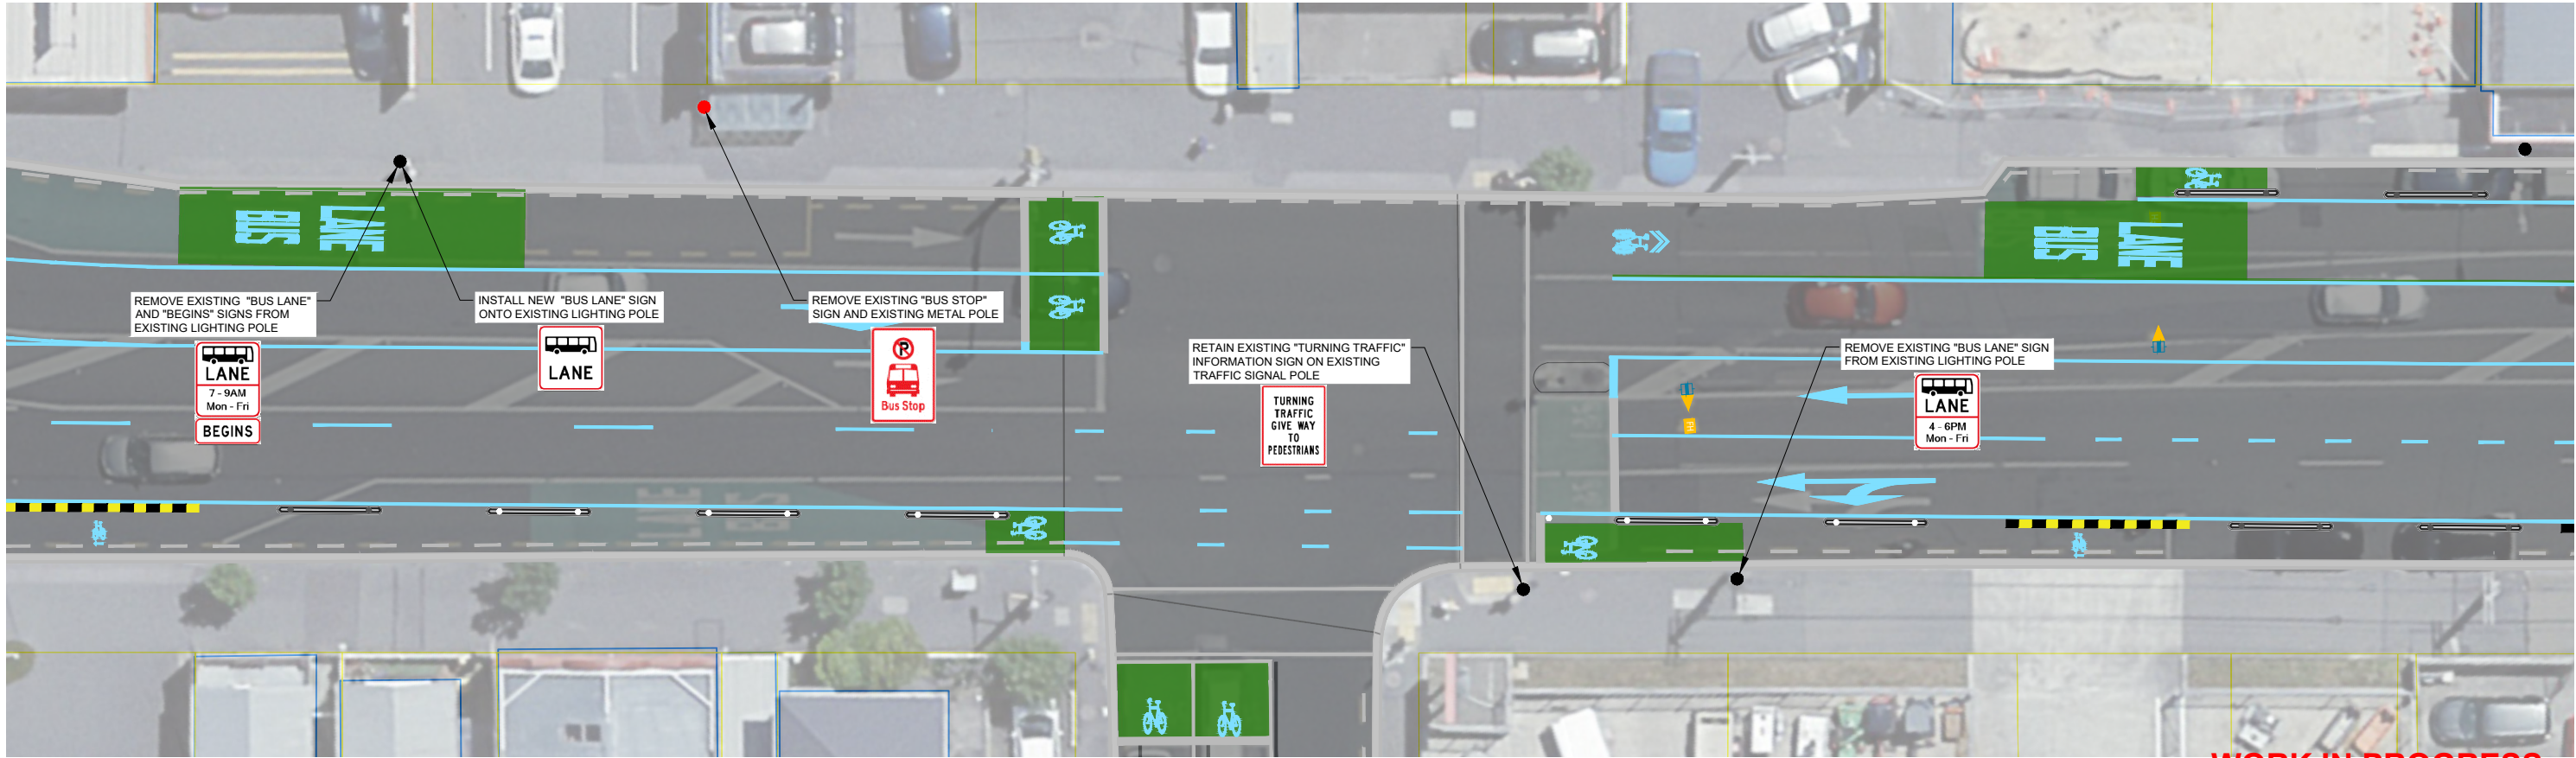 BUS LANE
BUS LANE
REMOVE EXISTING "BUS LANE"
AND "BEGINS" SIGNS FROM
EXISTING LIGHTING POLE
LANE
7 - 9AM
Mon - Fri
BEGINS
INSTALL NEW "BUS LANE" SIGN
ONTO EXISTING LIGHTING POLE
LANE
REMOVE EXISTING "BUS STOP"
SIGN AND EXISTING METAL POLE
P
Bus Stop
RETAIN EXISTING "TURNING TRAFFIC"
INFORMATION SIGN ON EXISTING
TRAFFIC SIGNAL POLE
TURNING
TRAFFIC
GIVE WAY
TO
PEDESTRIANS
REMOVE EXISTING "BUS LANE" SIGN
FROM EXISTING LIGHTING POLE
LANE
4 - 6PM
Mon - Fri
WORK IN PROGRESS